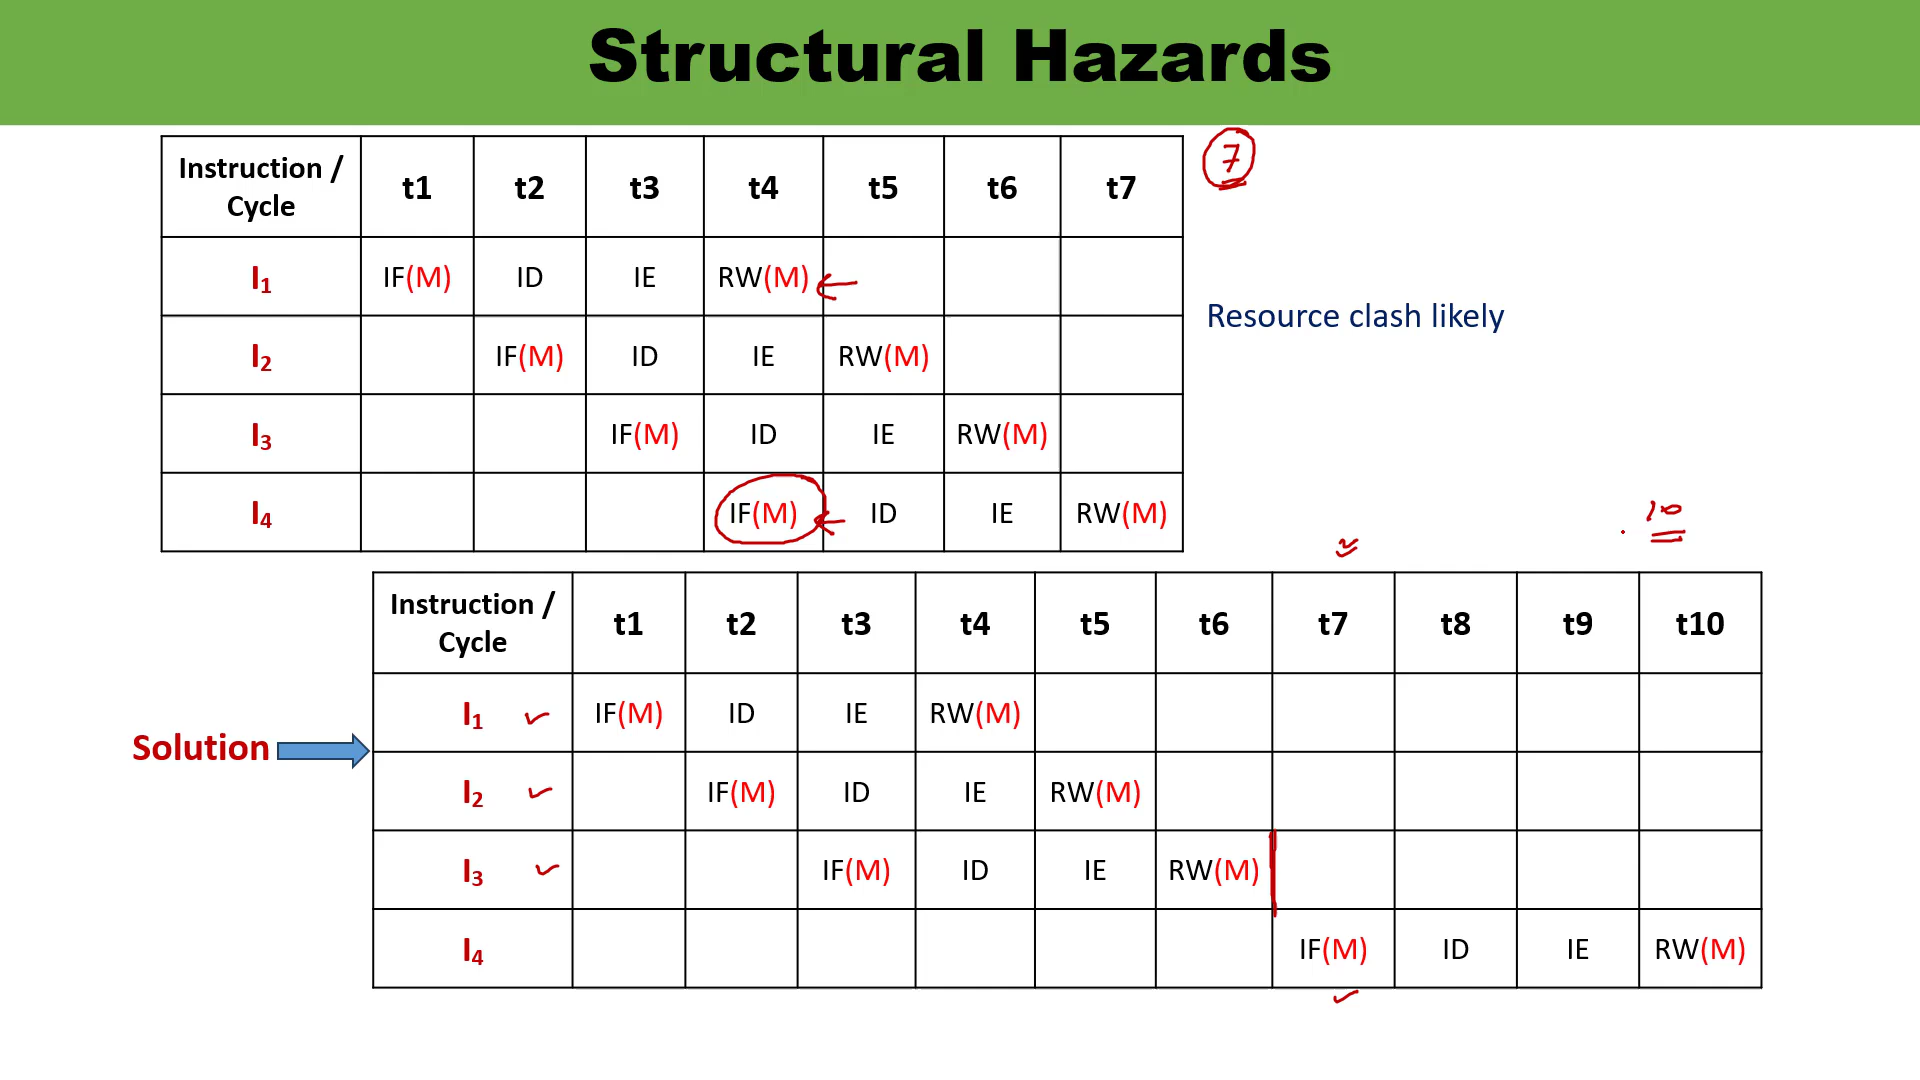 Structural Hazards
Instruction / Cycle t1 t2 t3 t4 t5 t6 t7
7
I₁ IF(M) ID IE RW(M)
Resource clash likely
I₂ IF(M) ID IE RW(M)
I₃ IF(M) ID IE RW(M)
I₄ IF(M) ID IE RW(M)
10
Instruction / Cycle t1 t2 t3 t4 t5 t6 t7 t8 t9 t10
I₁ IF(M) ID IE RW(M)
Solution
I₂ IF(M) ID IE RW(M)
I₃ IF(M) ID IE RW(M)
I₄ IF(M) ID IE RW(M)